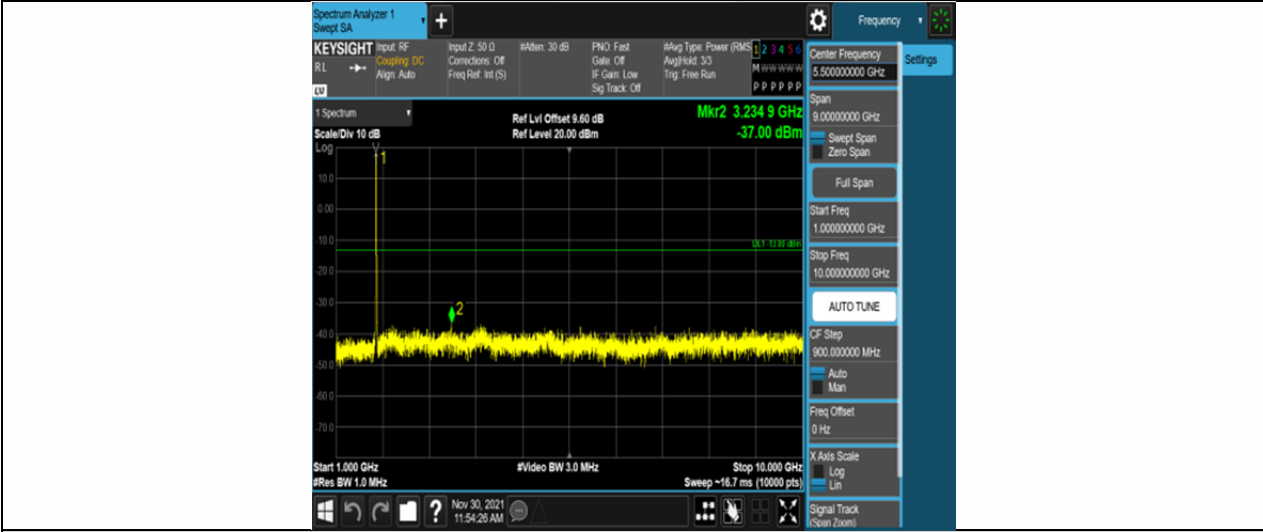 Spectrum Analyzer 1
Swept SA
+
Frequency
KEYSIGHT
RL
LV
Input: RF
Coupling: DC
Align: Auto
Input Z: 50 Ω
Corrections: Off
Freq Ref: Int (S)
#Atten: 30 dB
PNO: Fast
Gate: Off
IF Gain: Low
Sig Track: Off
#Avg Type: Power (RMS
Avg|Hold: 3/3
Trig: Free Run
1 2 3 4 5 6
M W W W W W
P P P P P P
1 Spectrum
Scale/Div 10 dB
Log
Ref Lvl Offset 9.60 dB
Ref Level 20.00 dBm
Mkr2 3.234 9 GHz
-37.00 dBm
1
10.0
0.00
DL1 -13.00 dBm
-10.0
-20.0
-30.0
2
-40.0
-50.0
-60.0
-70.0
Start 1.000 GHz
#Res BW 1.0 MHz
#Video BW 3.0 MHz
Stop 10.000 GHz
Sweep ~16.7 ms (10000 pts)
?
Nov 30, 2021
11:54:26 AM
Center Frequency
5.500000000 GHz
Settings
Span
9.00000000 GHz
Swept Span
Zero Span
Full Span
Start Freq
1.000000000 GHz
Stop Freq
10.000000000 GHz
AUTO TUNE
CF Step
900.000000 MHz
Auto
Man
Freq Offset
0 Hz
X Axis Scale
Log
Lin
Signal Track
(Span Zoom)